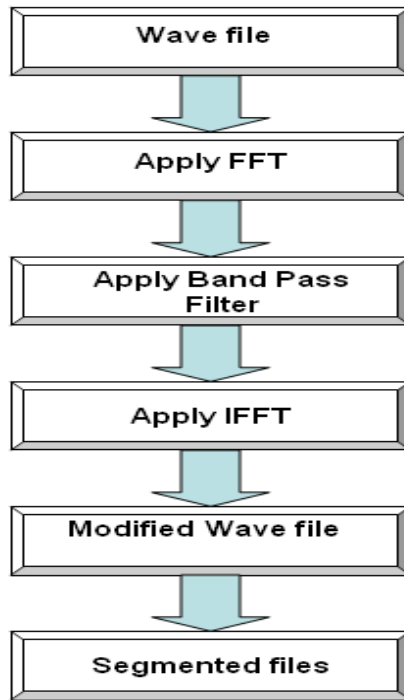 Wave file
Apply FFT
Apply Band Pass
Filter
Apply IFFT
Modified Wave file
Segmented files